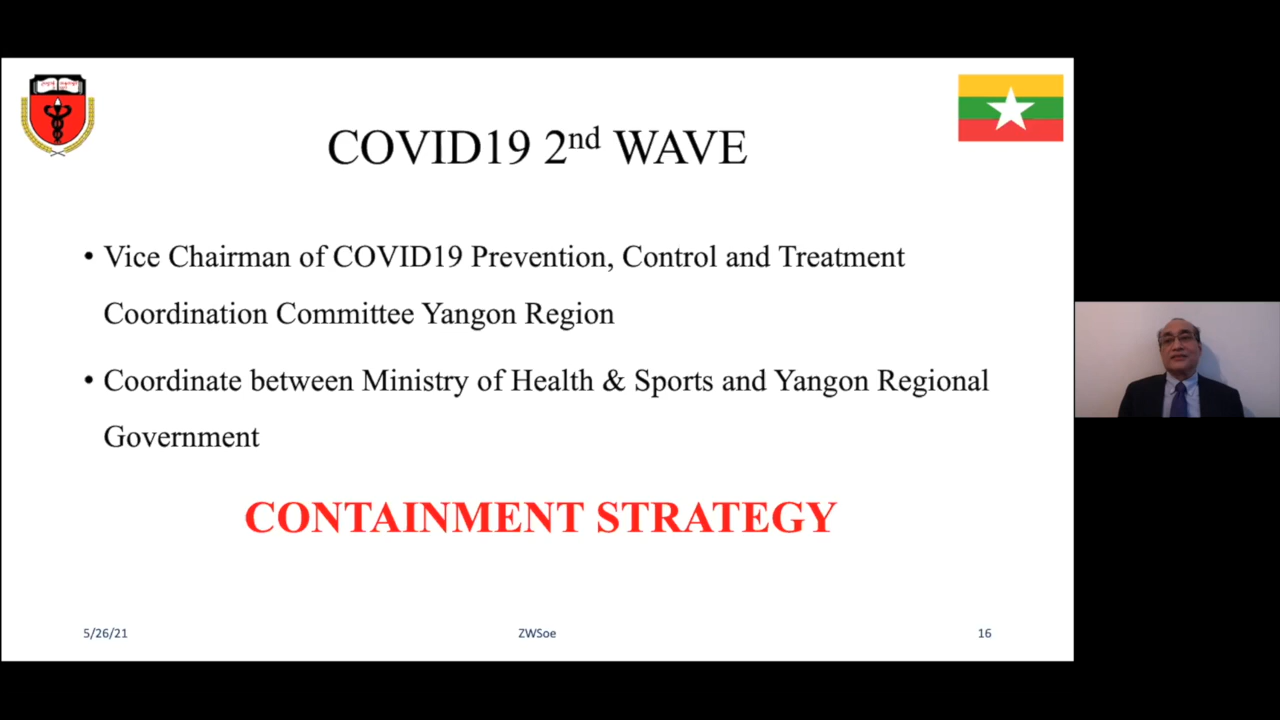 COVID19 2nd WAVE
• Vice Chairman of COVID19 Prevention, Control and Treatment
Coordination Committee Yangon Region
• Coordinate between Ministry of Health & Sports and Yangon Regional
Government
CONTAINMENT STRATEGY
5/26/21
ZWSoe
16